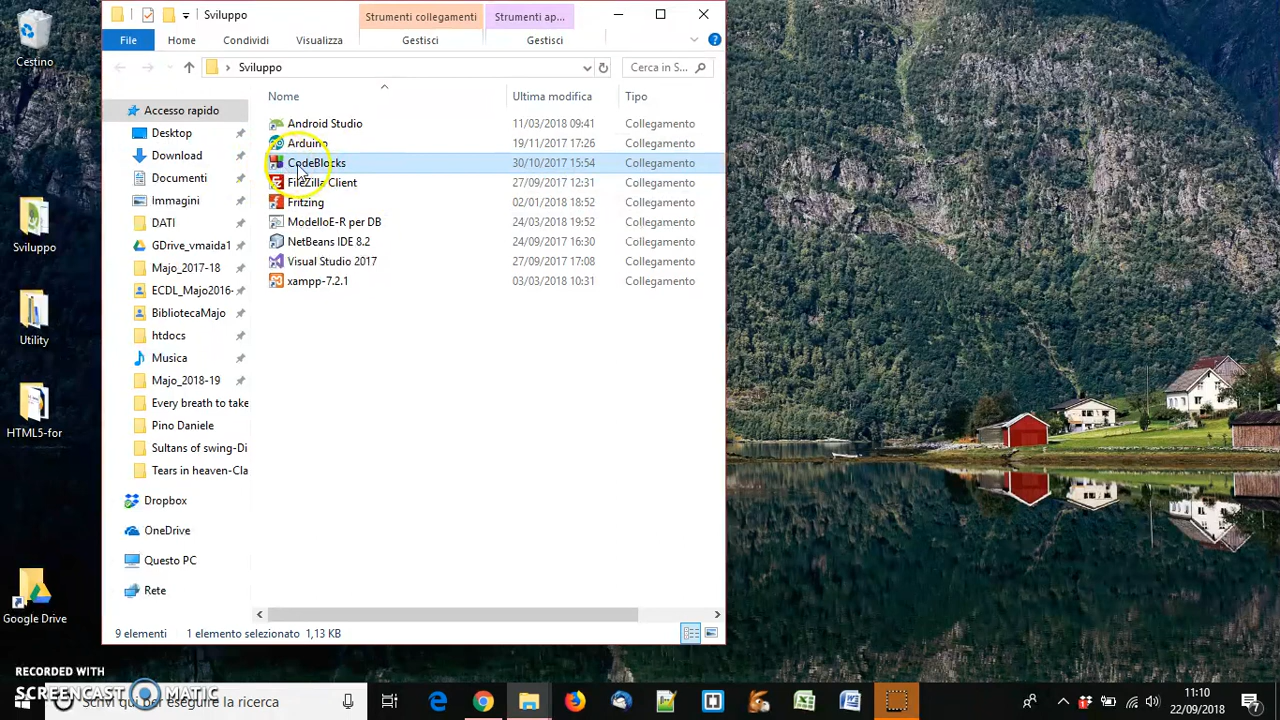 Cestino
Sviluppo
Utility
HTML5-for
Google Drive
Sviluppo
Strumenti collegamenti
Strumenti ap...
File
Home
Condividi
Visualizza
Gestisci
Gestisci
Sviluppo
Cerca in S...
Accesso rapido
Desktop
Download
Documenti
Immagini
DATI
GDrive_vmaida1
Majo_2017-18
ECDL_Majo2016-
BibliotecaMajo
htdocs
Musica
Majo_2018-19
Every breath to take
Pino Daniele
Sultans of swing-Di
Tears in heaven-Cla
Dropbox
OneDrive
Questo PC
Rete
Nome Ultima modifica Tipo
Android Studio 11/03/2018 09:41 Collegamento
Arduino 19/11/2017 17:26 Collegamento
CodeBlocks 30/10/2017 15:54 Collegamento
FileZilla Client 27/09/2017 12:31 Collegamento
Fritzing 02/01/2018 18:52 Collegamento
ModelloE-R per DB 24/03/2018 19:52 Collegamento
NetBeans IDE 8.2 24/09/2017 16:30 Collegamento
Visual Studio 2017 27/09/2017 17:08 Collegamento
xampp-7.2.1 03/03/2018 10:31 Collegamento
9 elementi 1 elemento selezionato 1,13 KB
RECORDED WITH
SCREENCAST MATIC
Scrivi qui per eseguire la ricerca
11:10
22/09/2018
7